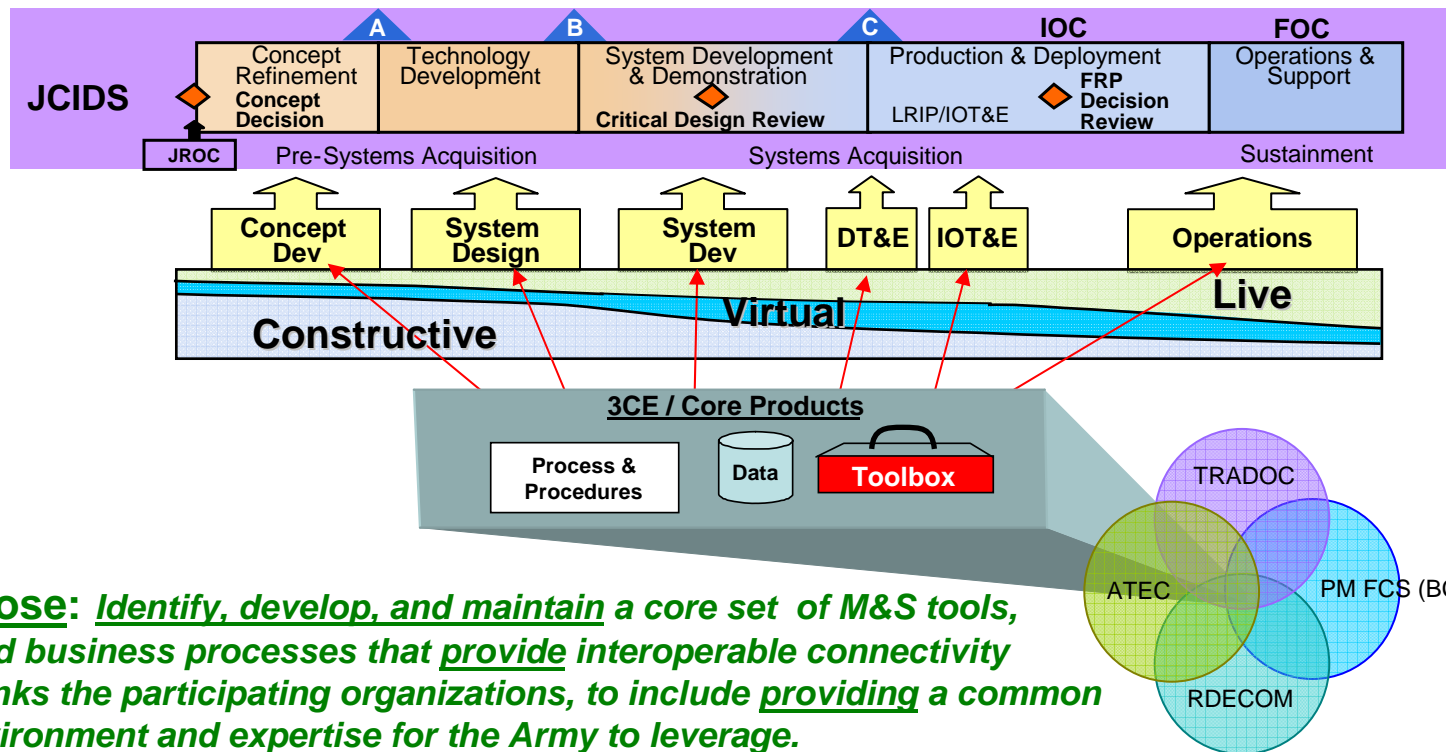 A
B
C
IOC
FOC
JCIDS
Concept
Refinement
Concept
Decision
Technology
Development
System Development
& Demonstration
Critical Design Review
Production & Deployment
LRIP/IOT&E
FRP
Decision
Review
Operations &
Support
JROC
Pre-Systems Acquisition
Systems Acquisition
Sustainment
Concept
Dev
System
Design
System
Dev
DT&E
IOT&E
Operations
Constructive
Virtual
Live
3CE / Core Products
Process &
Procedures
Data
Toolbox
TRADOC
ATEC
PM FCS (BC
RDECOM
ose: Identify, develop, and maintain a core set of M&S tools,
d business processes that provide interoperable connectivity
nks the participating organizations, to include providing a common
vironment and expertise for the Army to leverage.